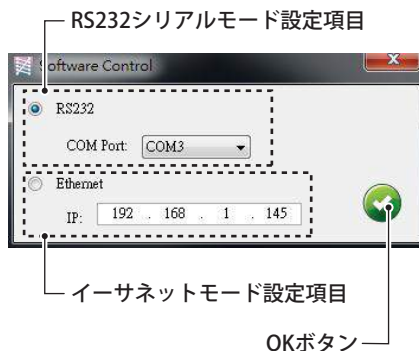 RS232シリアルモード設定項目
Software Control
RS232
COM Port: COM3
Ethernet
IP: 192 . 168 . 1 . 145
イーサネットモード設定項目
OKボタン